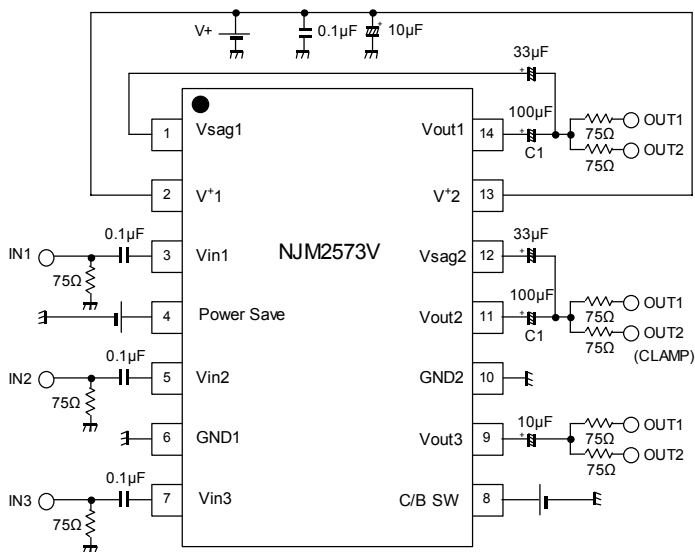 V+
0.1µF
10µF
33µF
100µF
C1
75Ω
75Ω
OUT1
OUT2
1
Vsag1
Vout1
14
2
V+1
V+2
13
IN1
0.1µF
75Ω
3
Vin1
NJM2573V
Vsag2
12
33µF
4
Power Save
Vout2
11
100µF
C1
75Ω
75Ω
OUT1
OUT2
(CLAMP)
IN2
0.1µF
75Ω
5
Vin2
GND2
10
6
GND1
Vout3
9
10µF
75Ω
75Ω
OUT1
OUT2
IN3
0.1µF
75Ω
7
Vin3
C/B SW
8